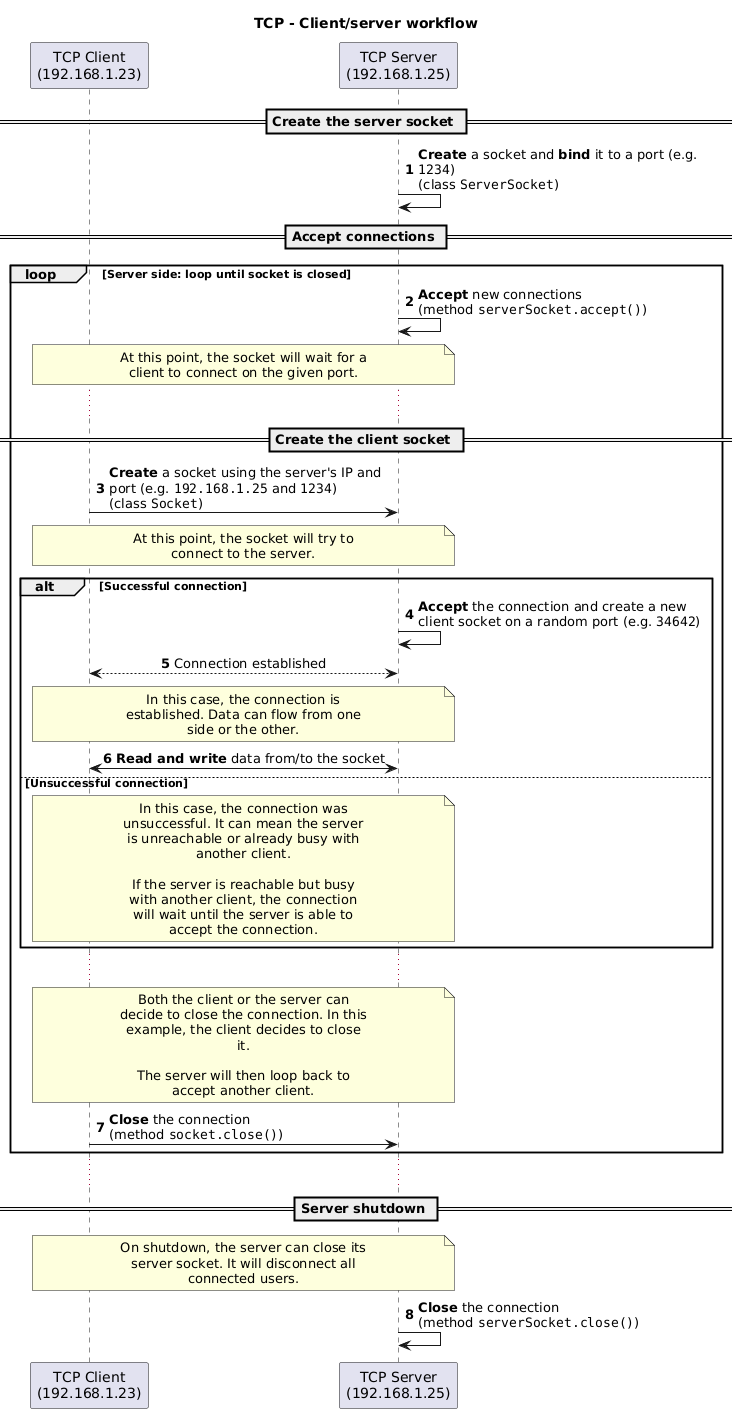 TCP - Client/server workflow
TCP Client
(192.168.1.23)
TCP Server
(192.168.1.25)
Create the server socket
1 Create a socket and bind it to a port (e.g.
1234)
(class ServerSocket)
Accept connections
loop [Server side: loop until socket is closed]
2 Accept new connections
(method serverSocket.accept())
At this point, the socket will wait for a
client to connect on the given port.
Create the client socket
3 Create a socket using the server's IP and
port (e.g. 192.168.1.25 and 1234)
(class Socket)
At this point, the socket will try to
connect to the server.
alt [Successful connection]
4 Accept the connection and create a new
client socket on a random port (e.g. 34642)
5 Connection established
In this case, the connection is
established. Data can flow from one
side or the other.
6 Read and write data from/to the socket
[Unsuccessful connection]
In this case, the connection was
unsuccessful. It can mean the server
is unreachable or already busy with
another client.
If the server is reachable but busy
with another client, the connection
will wait until the server is able to
accept the connection.
Both the client or the server can
decide to close the connection. In this
example, the client decides to close
it.
The server will then loop back to
accept another client.
7 Close the connection
(method socket.close())
Server shutdown
On shutdown, the server can close its
server socket. It will disconnect all
connected users.
8 Close the connection
(method serverSocket.close())
TCP Client
(192.168.1.23)
TCP Server
(192.168.1.25)